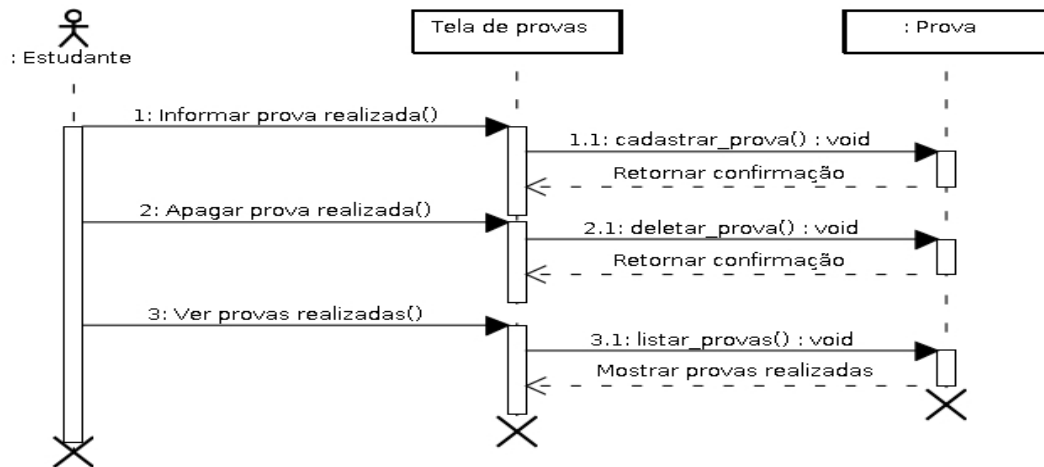 Tela de provas
: Prova
: Estudante
1: Informar prova realizada()
1.1: cadastrar_prova() : void
Retornar confirmação
2: Apagar prova realizada()
2.1: deletar_prova() : void
Retornar confirmação
3: Ver provas realizadas()
3.1: listar_provas() : void
Mostrar provas realizadas